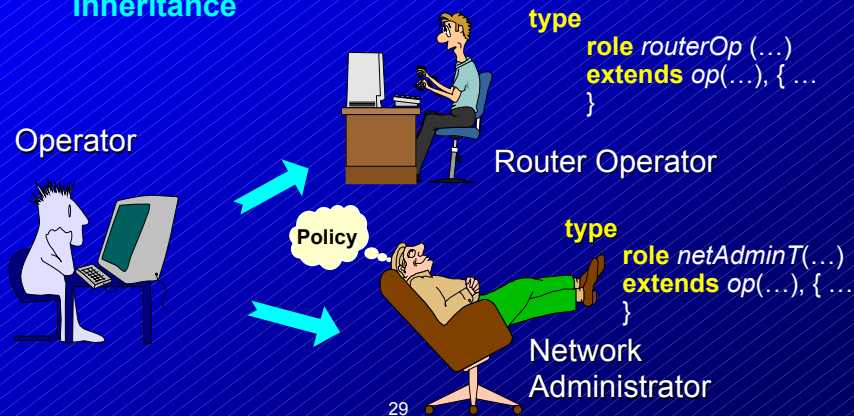 Inheritance
type
role routerOp (…)
extends op(…), { …
}
Operator
Router Operator
Policy
type
role netAdminT(…)
extends op(…), { …
}
Network
Administrator
29